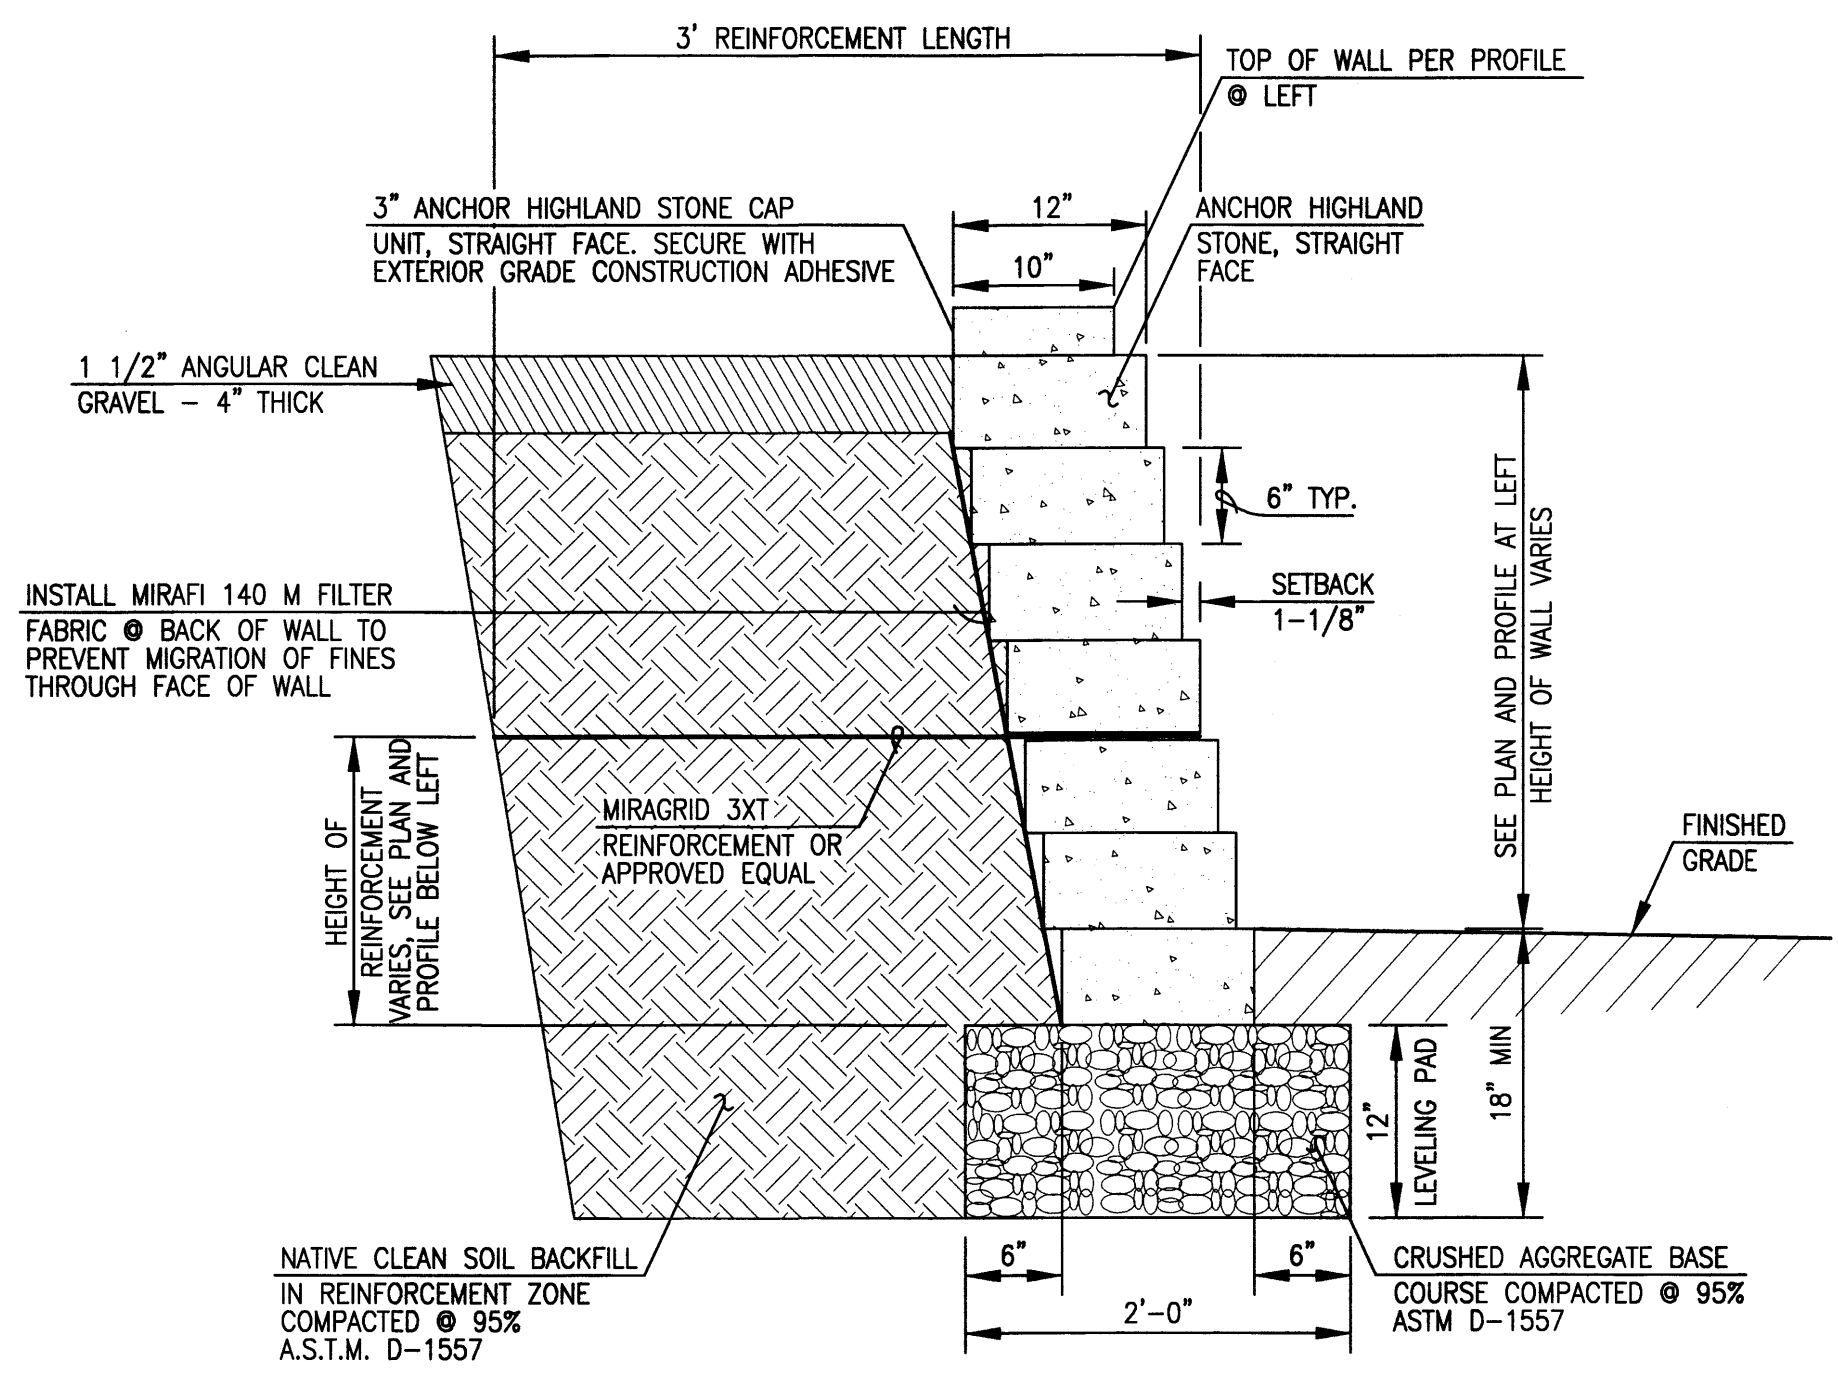 3' REINFORCEMENT LENGTH
TOP OF WALL PER PROFILE
@ LEFT
3" ANCHOR HIGHLAND STONE CAP
UNIT, STRAIGHT FACE. SECURE WITH
EXTERIOR GRADE CONSTRUCTION ADHESIVE
12"
10"
ANCHOR HIGHLAND
STONE, STRAIGHT
FACE
1 1/2" ANGULAR CLEAN
GRAVEL - 4" THICK
6" TYP.
SEE PLAN AND PROFILE AT LEFT
HEIGHT OF WALL VARIES
INSTALL MIRAFI 140 M FILTER
FABRIC @ BACK OF WALL TO
PREVENT MIGRATION OF FINES
THROUGH FACE OF WALL
SETBACK
1-1/8"
HEIGHT OF
REINFORCEMENT
VARIES, SEE PLAN AND
PROFILE BELOW LEFT
MIRAGRID 3XT
REINFORCEMENT OR
APPROVED EQUAL
FINISHED
GRADE
12"
LEVELING PAD
18" MIN
NATIVE CLEAN SOIL BACKFILL
IN REINFORCEMENT ZONE
COMPACTED @ 95%
A.S.T.M. D-1557
6"
6"
2'-0"
CRUSHED AGGREGATE BASE
COURSE COMPACTED @ 95%
ASTM D-1557